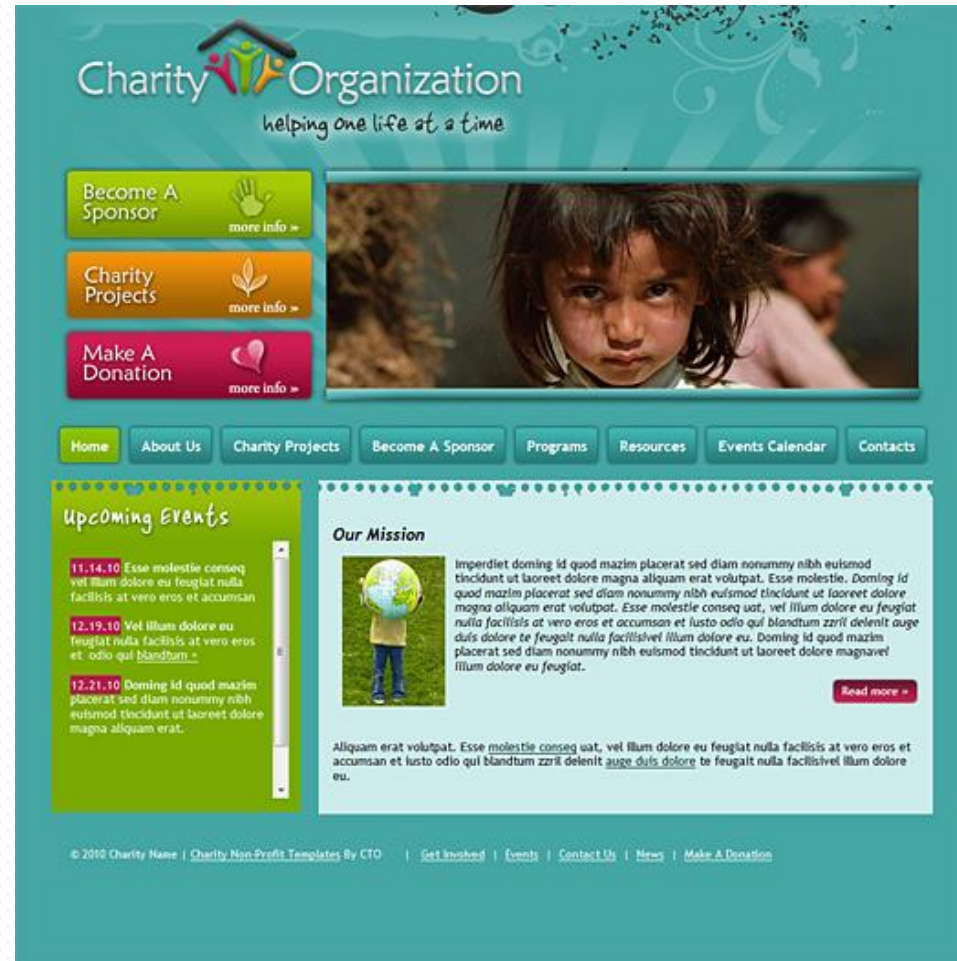 Charity Organization
helping one life at a time
Become A
Sponsor
more info »
Charity
Projects
more info »
Make A
Donation
more info »
Home About Us Charity Projects Become A Sponsor Programs Resources Events Calendar Contacts
Upcoming Events
11.14.10 Esse molestie conseq
vel illum dolore eu feugiat nulla
facilisis at vero eros et accumsan
12.19.10 Vel illum dolore eu
feugiat nulla facilisis at vero eros
et odio qui blandtum »
12.21.10 Doming id quod mazim
placerat sed diam nonummy nibh
euismod tincidunt ut laoreet dolore
magna aliquam erat.
Our Mission
Imperdiet doming id quod mazim placerat sed diam nonummy nibh euismod
tincidunt ut laoreet dolore magna aliquam erat volutpat. Esse molestie. Doming id
quod mazim placerat sed diam nonummy nibh euismod tincidunt ut laoreet dolore
magna aliquam erat volutpat. Esse molestie conseq uat, vel illum dolore eu feugiat
nulla facilisis at vero eros et accumsan et iusto odio qui blandtum zzril delenit auge
duis dolore te feugait nulla facilisivel illum dolore eu. Doming id quod mazim
placerat sed diam nonummy nibh euismod tincidunt ut laoreet dolore magnavel
illum dolore eu feugiat.
Read more »
Aliquam erat volutpat. Esse molestie conseq uat, vel illum dolore eu feugiat nulla facilisis at vero eros et
accumsan et iusto odio qui blandtum zzril delenit auge duis dolore te feugait nulla facilisivel illum dolore
eu.
© 2010 Charity Name | Charity Non-Profit Templates By CTO | Get Involved | Events | Contact Us | News | Make A Donation